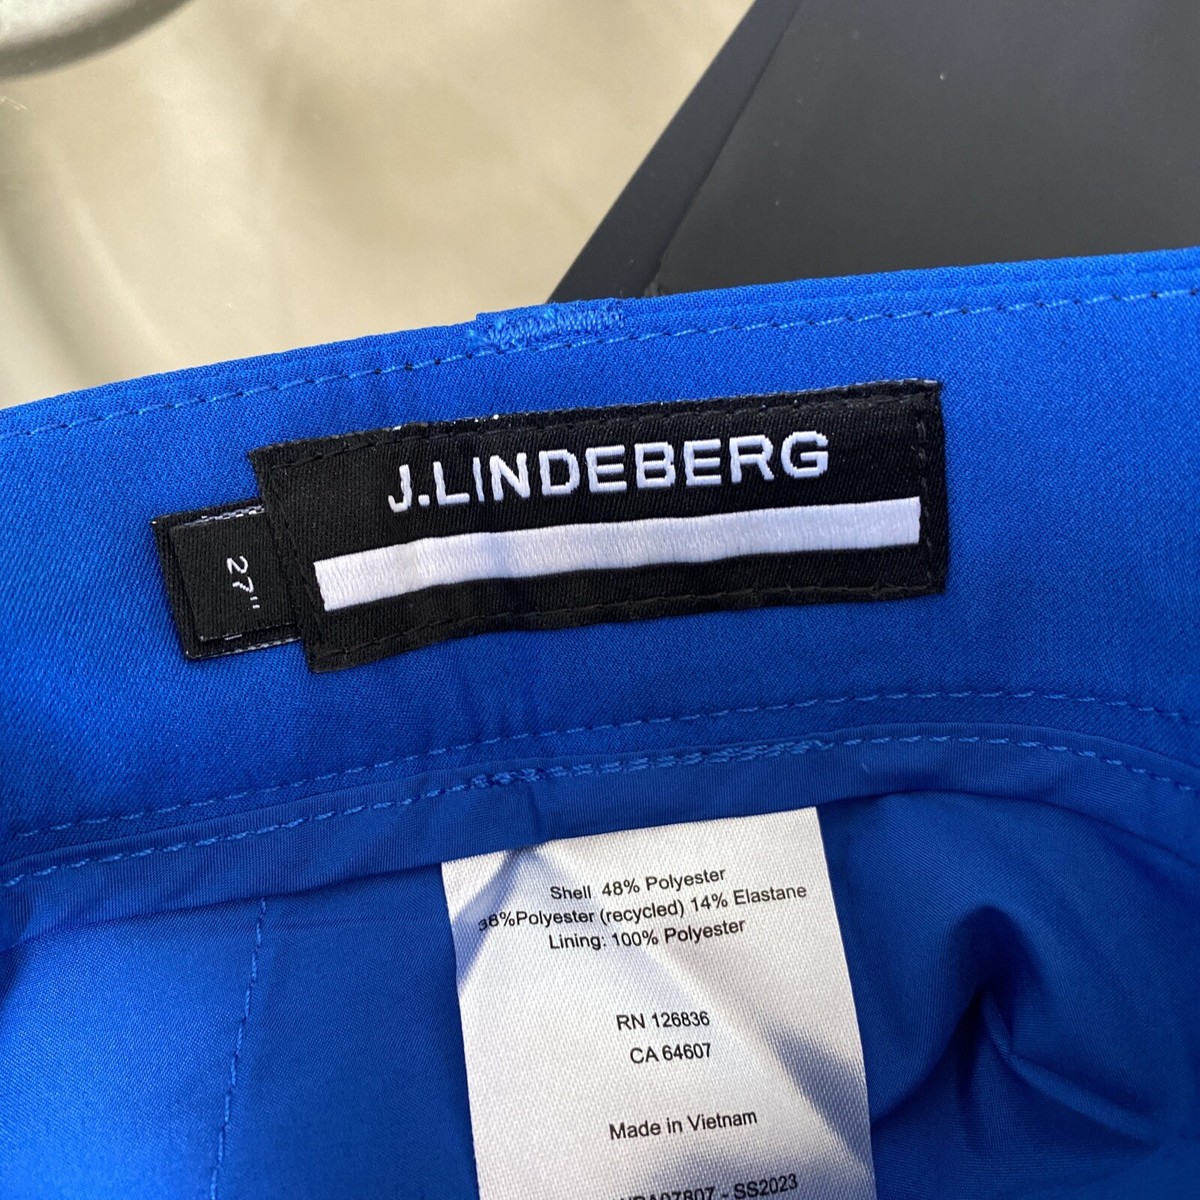 J.LINDEBERG
27"
Shell 48% Polyester
38%Polyester (recycled) 14% Elastane
Lining: 100% Polyester
RN 126836
CA 64607
Made in Vietnam
- SS2023